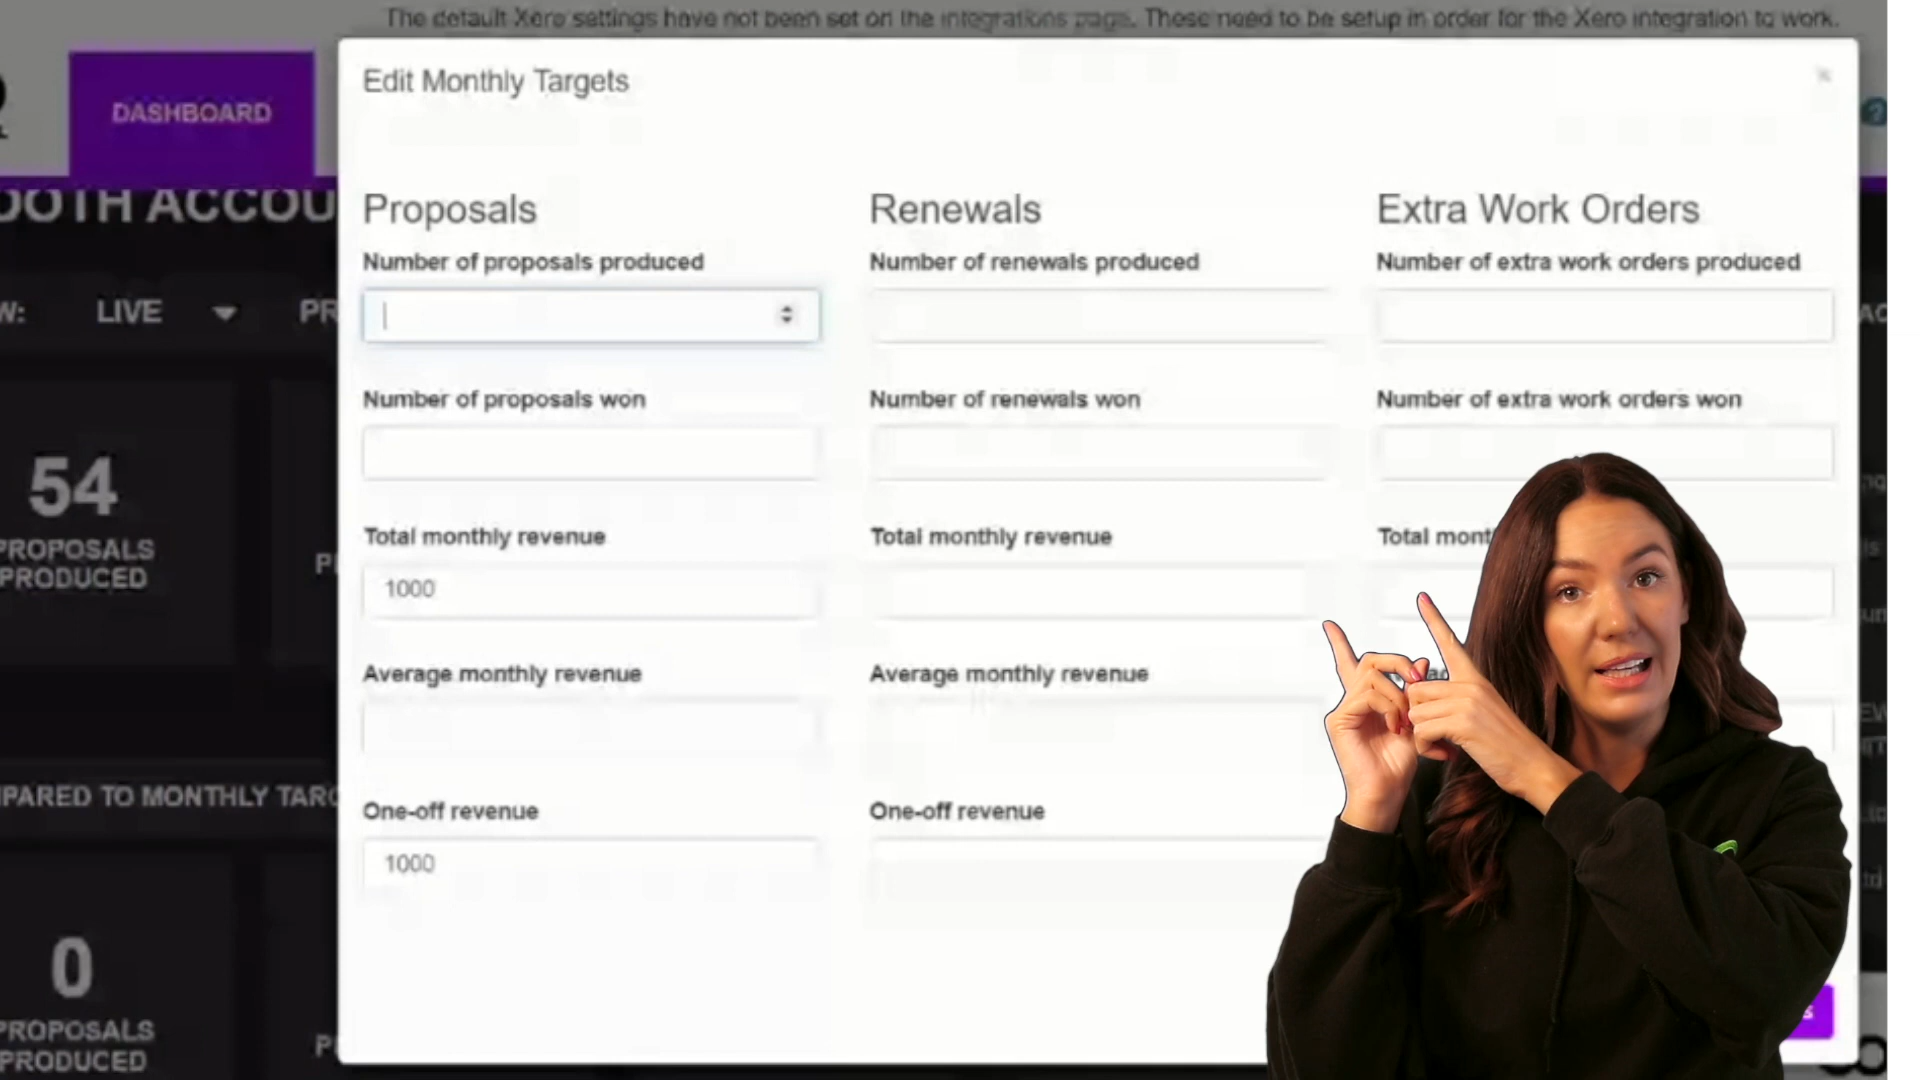 The default Xero settings have not been set on the integrations page. These need to be setup in order for the Xero integration to work.
Edit Monthly Targets
×
DASHBOARD
OOTH ACCOU
Proposals
Renewals
Extra Work Orders
Number of proposals produced
Number of renewals produced
Number of extra work orders produced
W:
LIVE
PR
Number of proposals won
Number of renewals won
Number of extra work orders won
54
PROPOSALS
PRODUCED
Total monthly revenue
Total monthly revenue
Total mont
1000
Average monthly revenue
Average monthly revenue
PARED TO MONTHLY TARG
One-off revenue
One-off revenue
1000
0
PROPOSALS
PRODUCED